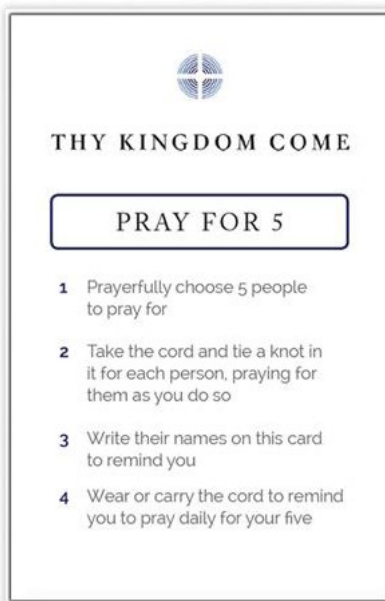 THY KINGDOM COME
PRAY FOR 5
1 Prayerfully choose 5 people
to pray for
2 Take the cord and tie a knot in
it for each person, praying for
them as you do so
3 Write their names on this card
to remind you
4 Wear or carry the cord to remind
you to pray daily for your five